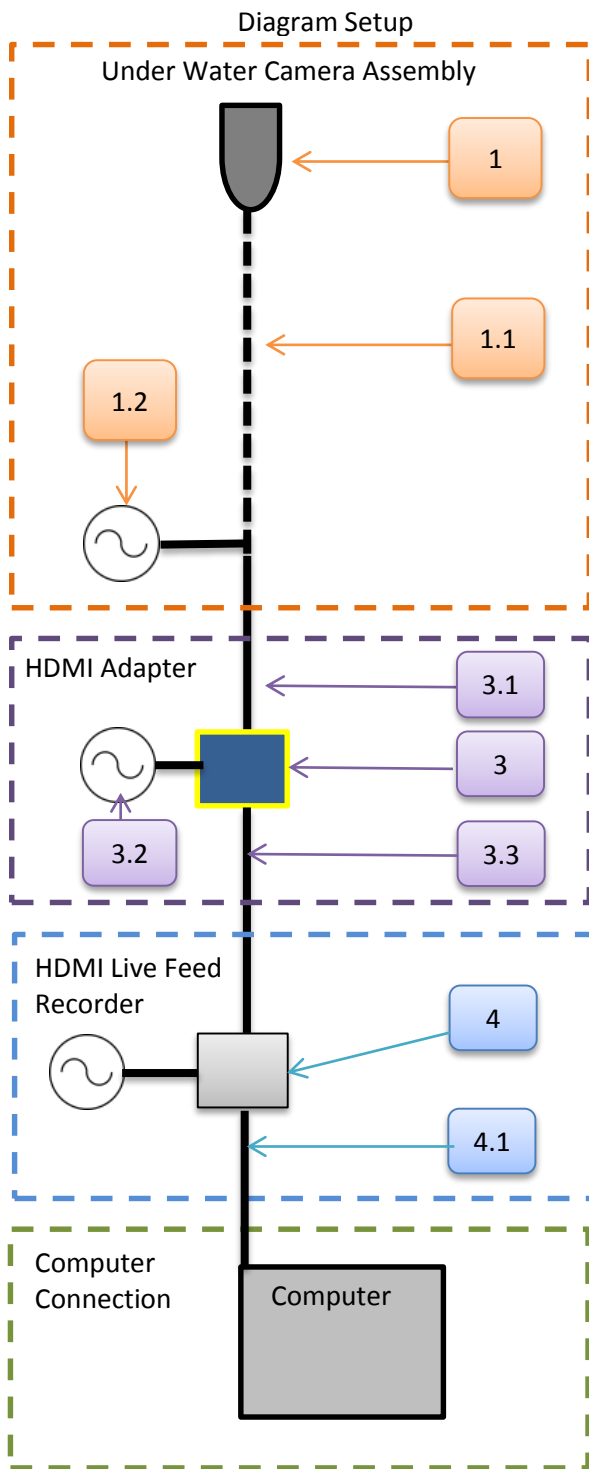 Diagram Setup
Under Water Camera Assembly
1
1.1
1.2
HDMI Adapter
3.1
3
3.2
3.3
HDMI Live Feed
Recorder
4
4.1
Computer
Connection
Computer